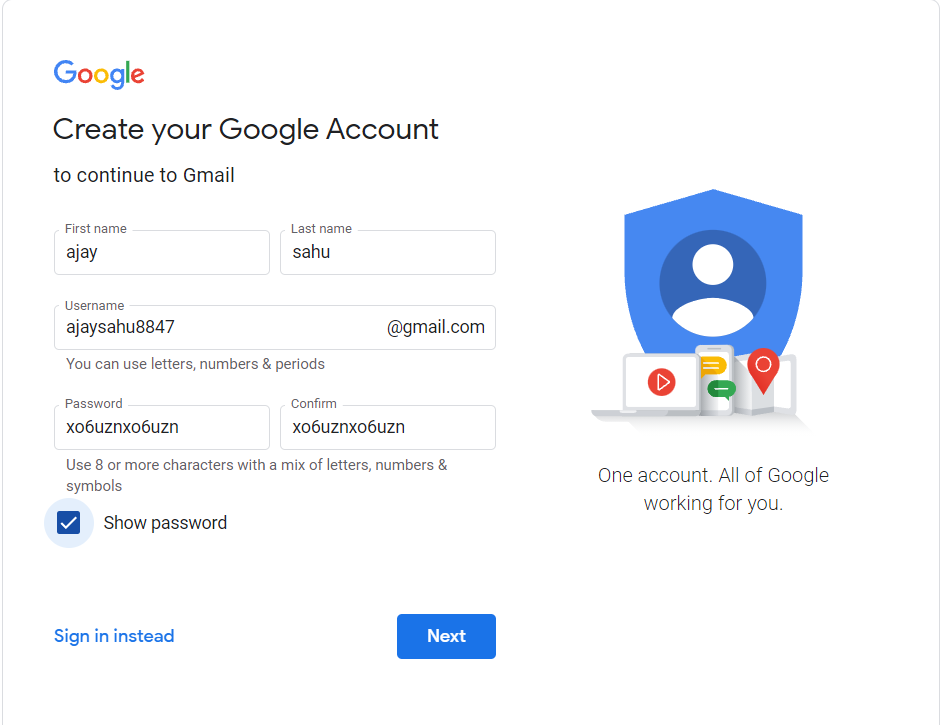 Google
Create your Google Account
to continue to Gmail
First name
ajay
Last name
sahu
Username
ajaysahu8847 @gmail.com
You can use letters, numbers & periods
Password
xo6uznxo6uzn
Confirm
xo6uznxo6uzn
Use 8 or more characters with a mix of letters, numbers &
symbols
Show password
Sign in instead
Next
One account. All of Google
working for you.